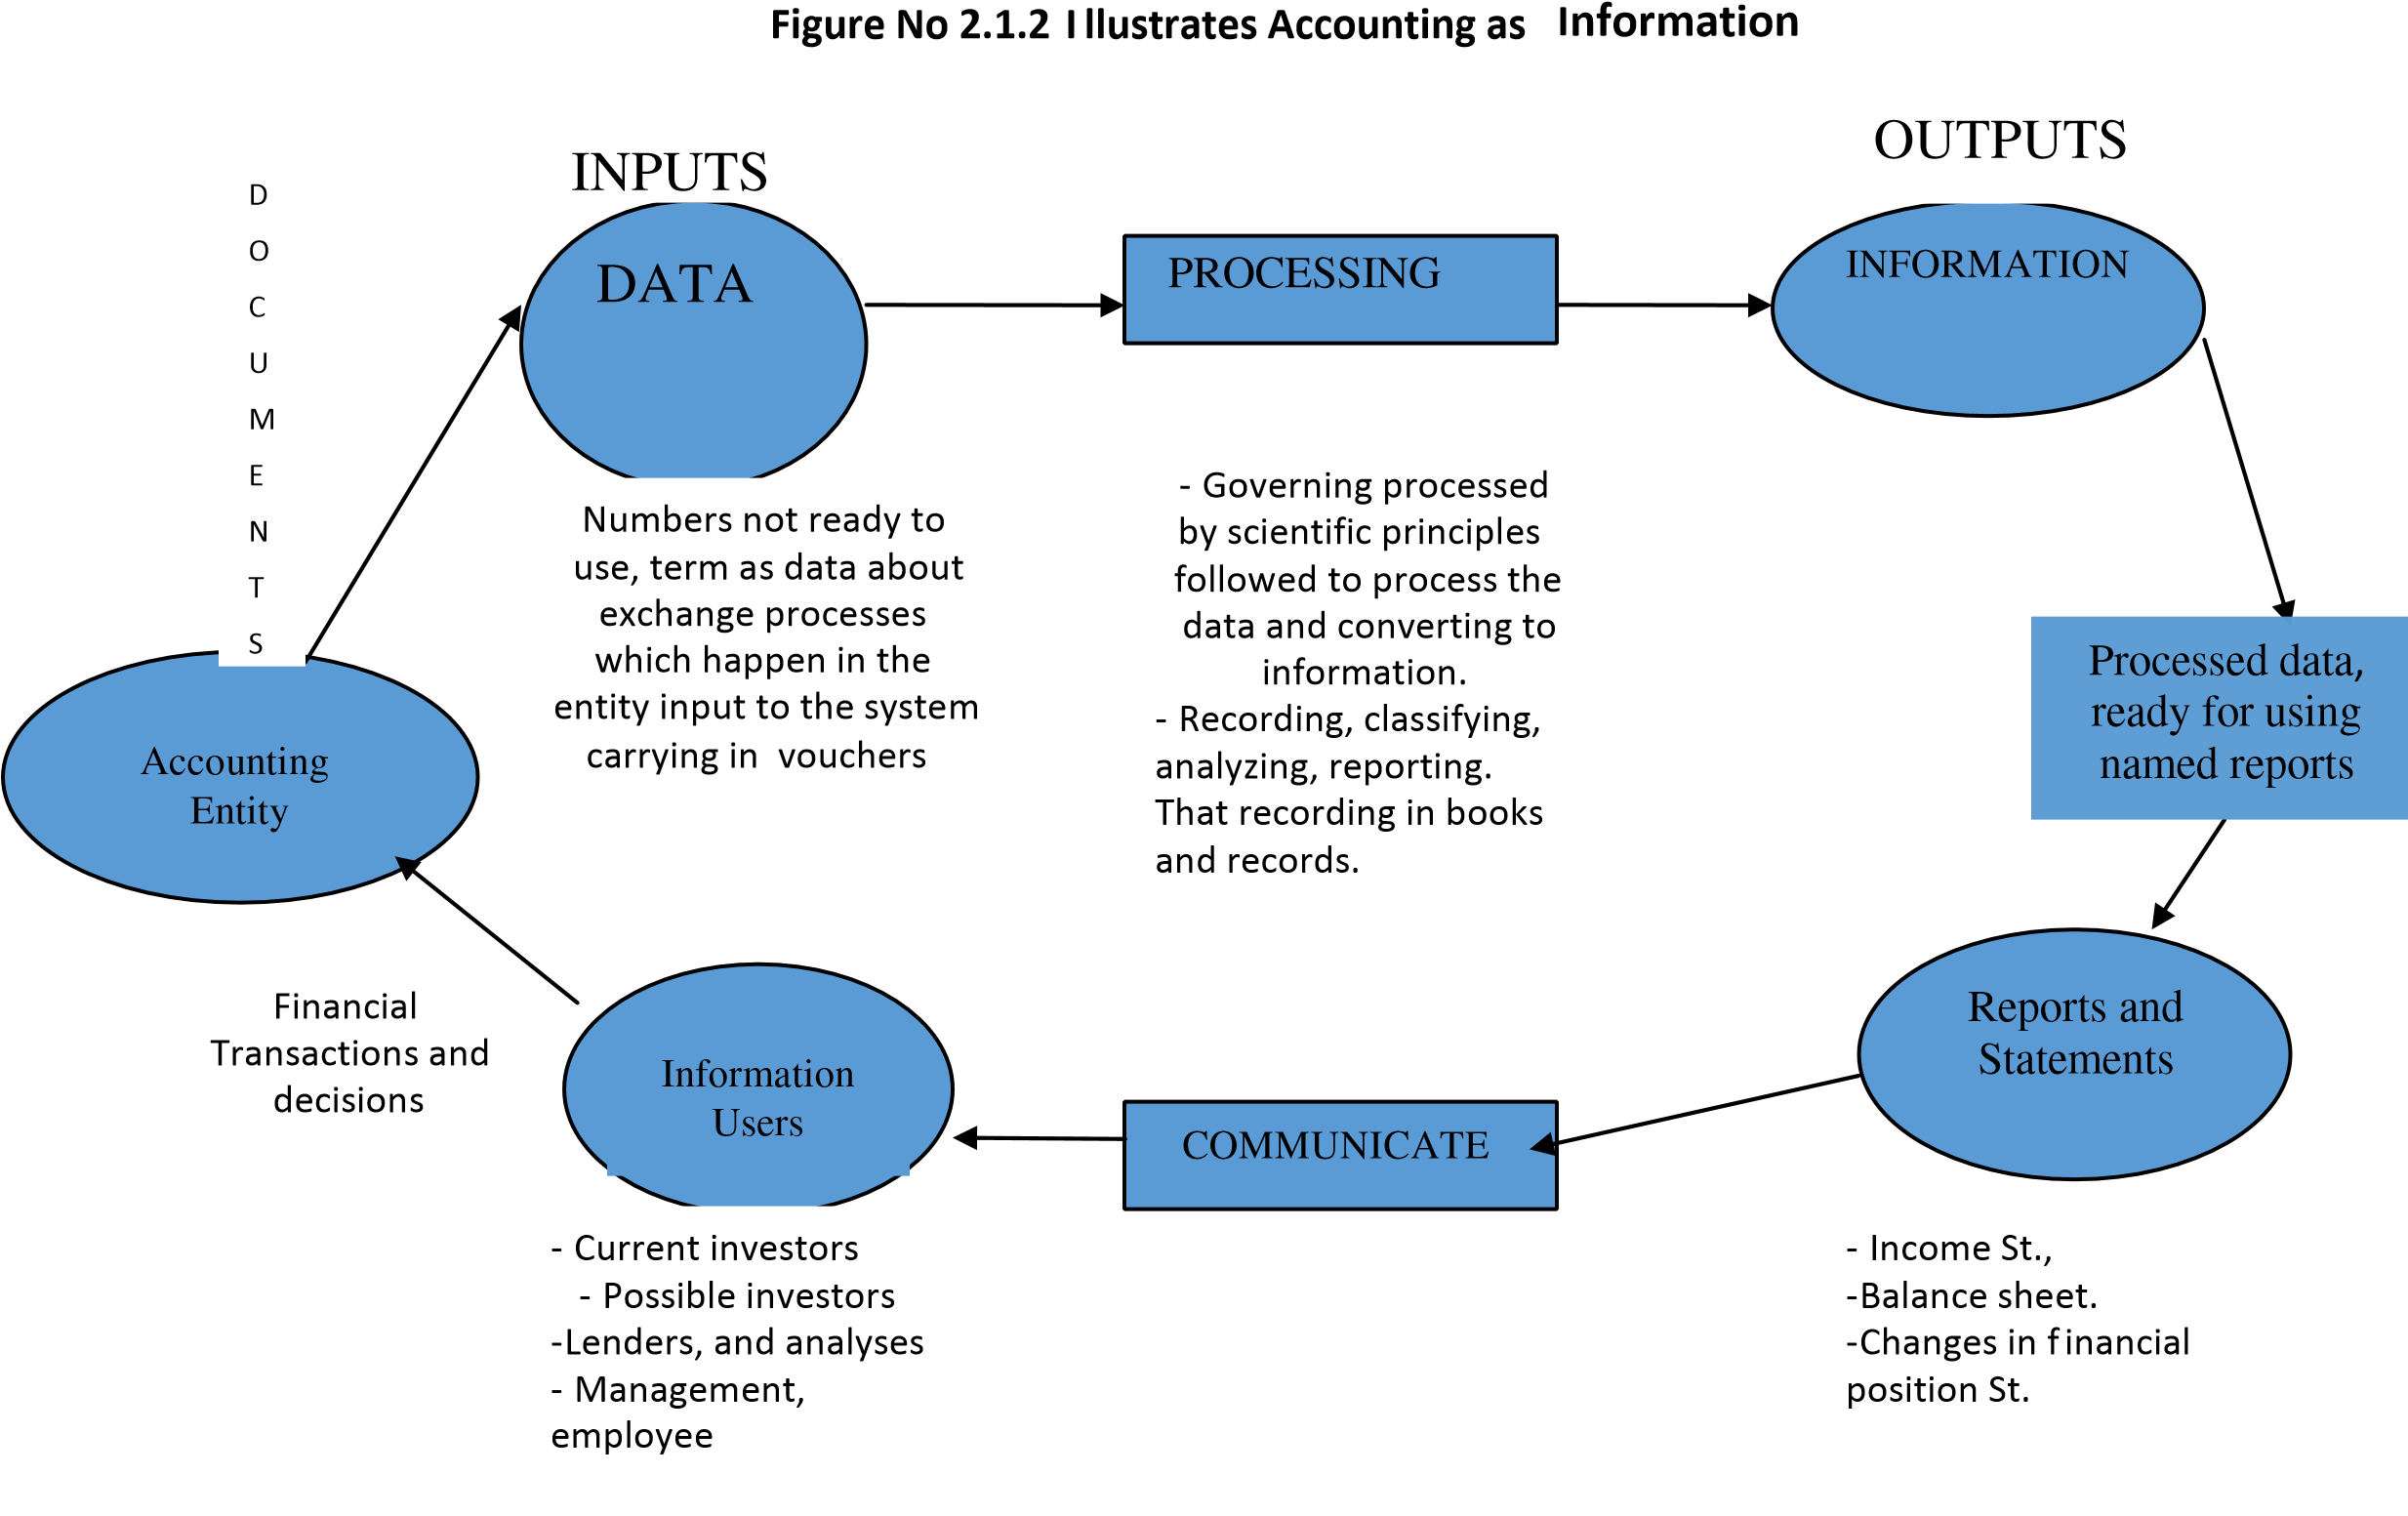 Figure No 2.1.2 Illustrates Accounting as Information
INPUTS
OUTPUTS
D
O
C
U
M
E
N
T
S
DATA
PROCESSING
INFORMATION
Numbers not ready to
use, term as data about
exchange processes
which happen in the
entity input to the system
carrying in vouchers
- Governing processed
by scientific principles
followed to process the
data and converting to
information.
- Recording, classifying,
analyzing, reporting.
That recording in books
and records.
Processed data,
ready for using
named reports
Accounting
Entity
Financial
Transactions and
decisions
Information
Users
COMMUNICATE
Reports and
Statements
- Current investors
- Possible investors
-Lenders, and analyses
- Management,
employee
- Income St.,
-Balance sheet.
-Changes in financial
position St.